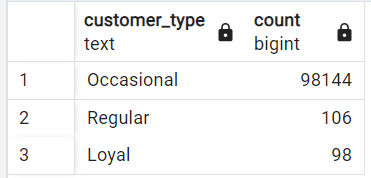 customer_type count
text bigint
1 Occasional 98144
2 Regular 106
3 Loyal 98